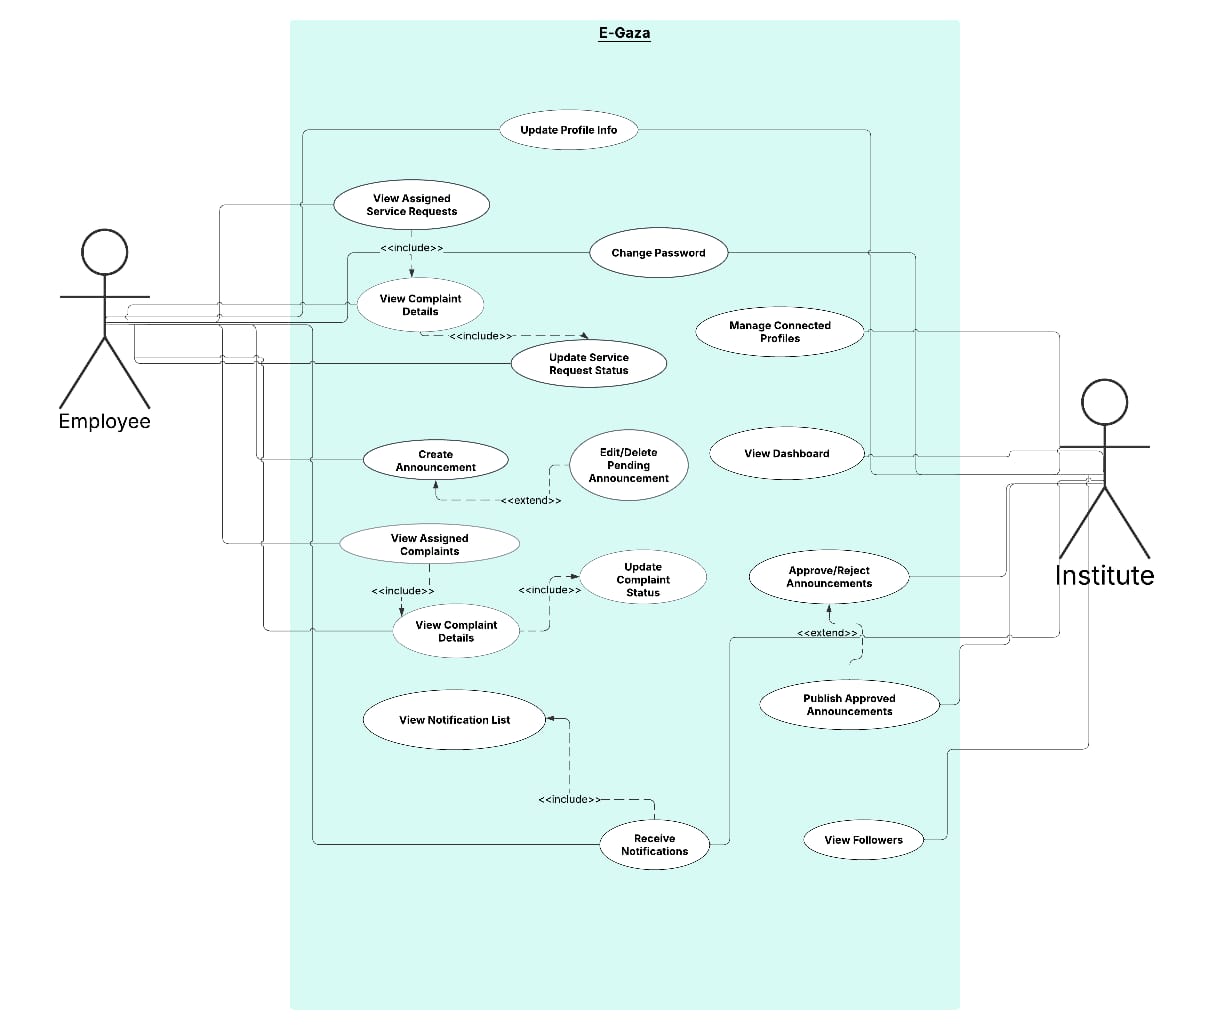 E-Gaza
Update Profile Info
View Assigned
Service Requests
<<include>>
Change Password
View Complaint
Details
<<include>>
Manage Connected
Profiles
Update Service
Request Status
Employee
Create
Announcement
Edit/Delete
Pending
Announcement
<<extend>>
View Dashboard
View Assigned
Complaints
<<include>>
Update
Complaint
Status
<<include>>
Approve/Reject
Announcements
Institute
View Complaint
Details
<<extend>>
View Notification List
Publish Approved
Announcements
<<include>>
Receive
Notifications
View Followers